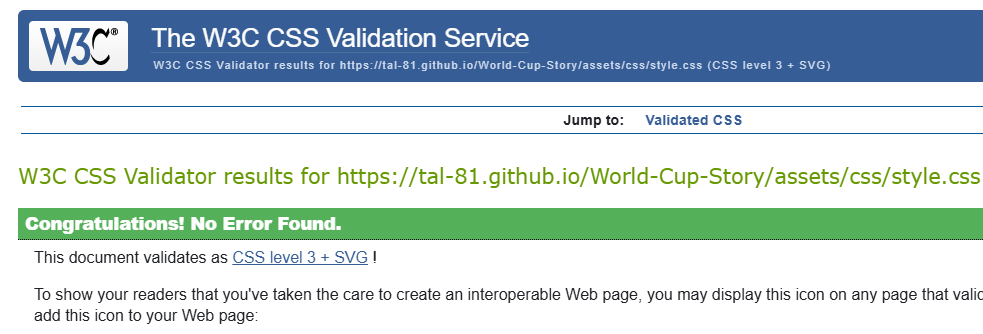 W3C®
The W3C CSS Validation Service
W3C CSS Validator results for https://tal-81.github.io/World-Cup-Story/assets/css/style.css (CSS level 3 + SVG)
Jump to: Validated CSS
W3C CSS Validator results for https://tal-81.github.io/World-Cup-Story/assets/css/style.css
Congratulations! No Error Found.
This document validates as CSS level 3 + SVG !
To show your readers that you've taken the care to create an interoperable Web page, you may display this icon on any page that
add this icon to your Web page: